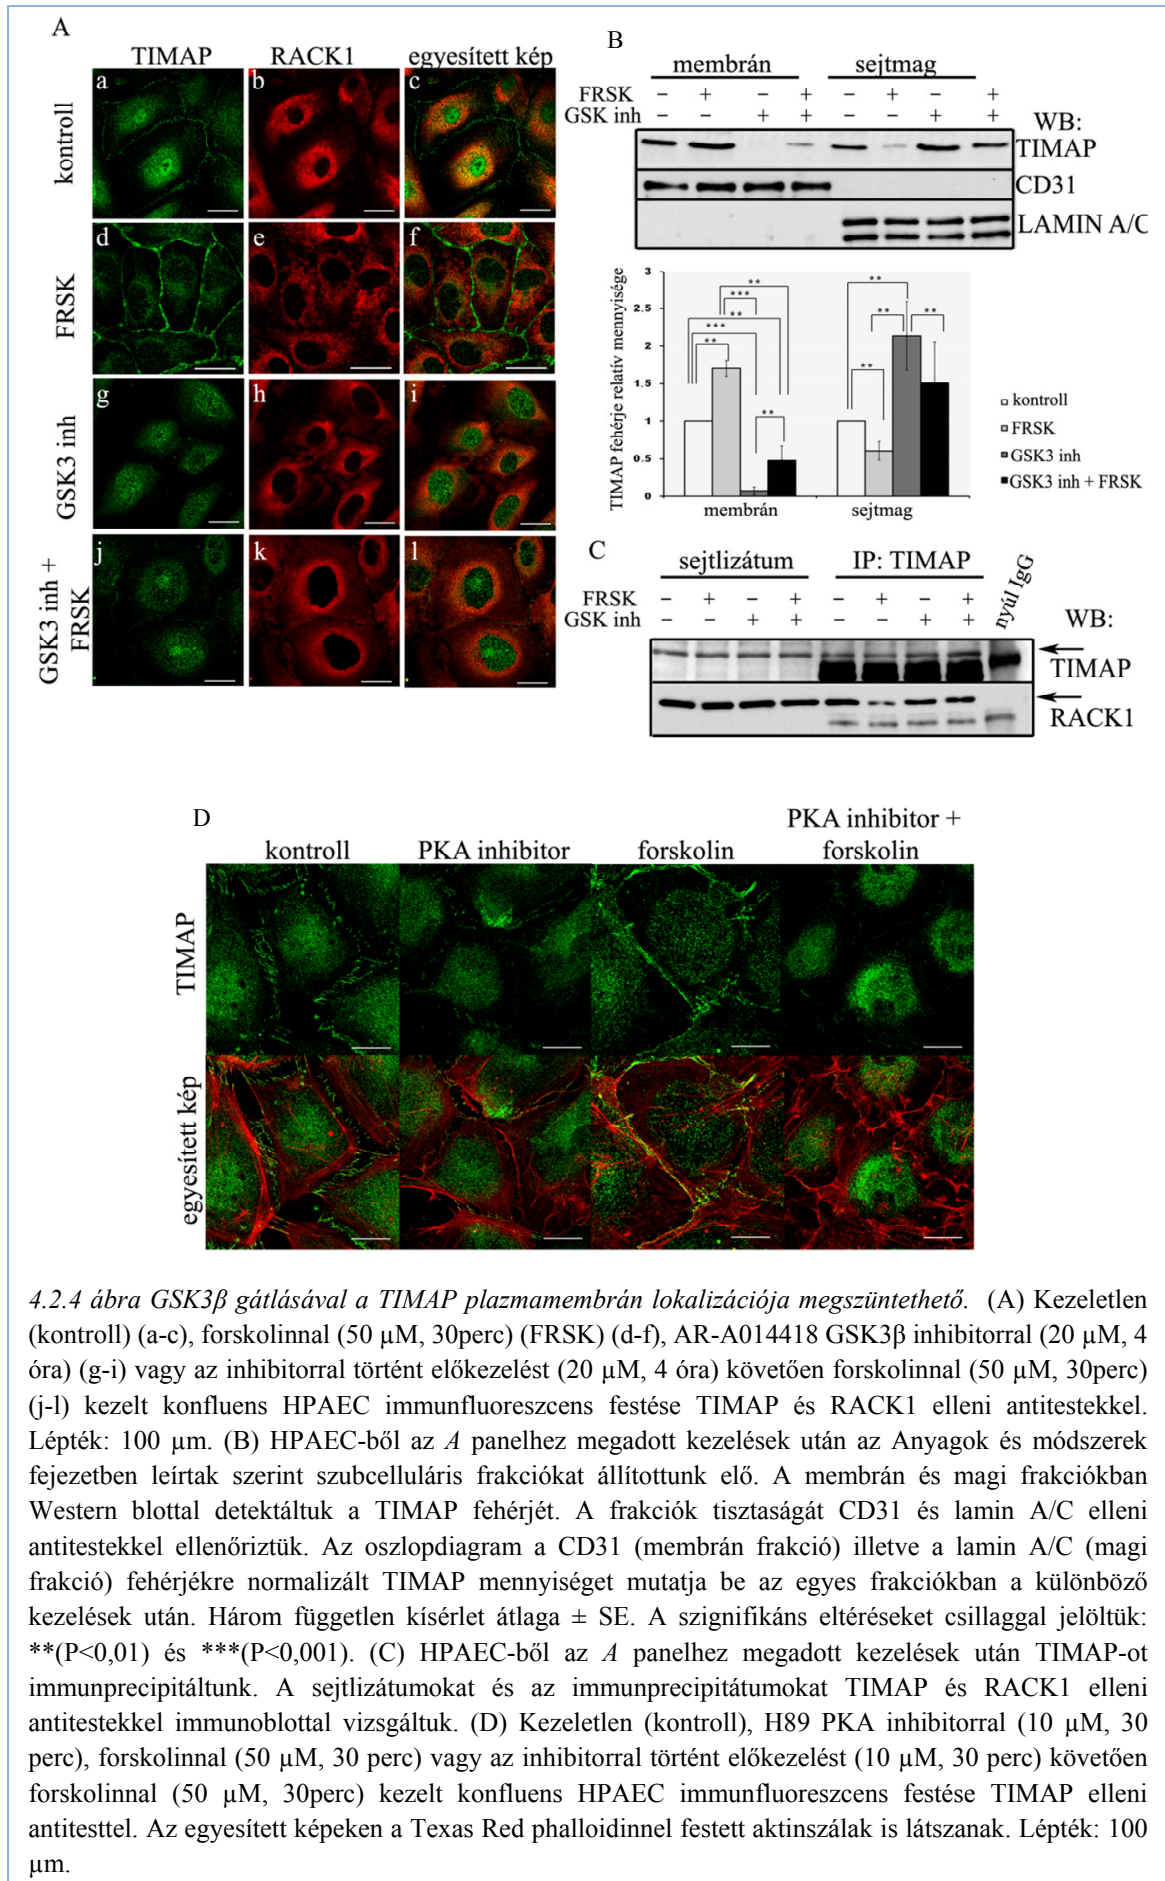 A
TIMAP RACK1 egyesített kép
kontroll
a b c
FRSK
d e f
GSK3 inh
g h i
GSK3 inh +
FRSK
j k l
B
membrán sejtmag
FRSK − + − + − + − +
GSK inh − − + + − − + +
WB:
TIMAP
CD31
LAMIN A/C
TIMAP fehérje relatív mennyisége
3
2.5
2
1.5
1
0.5
0
** *** ** *** ** ** ** ** ** **
membrán sejtmag
kontroll
FRSK
GSK3 inh
GSK3 inh + FRSK
C
sejtlizátum IP: TIMAP nyúl IgG
FRSK − + − + − + − +
GSK inh − − + + − − + +
WB:
TIMAP
RACK1
D
kontroll PKA inhibitor forskolin PKA inhibitor +
forskolin
TIMAP
egyesített kép
4.2.4 ábra GSK3β gátlásával a TIMAP plazmamembrán lokalizációja megszüntethető. (A) Kezeletlen
(kontroll) (a-c), forskolinnal (50 µM, 30perc) (FRSK) (d-f), AR-A014418 GSK3β inhibitorral (20 µM, 4
óra) (g-i) vagy az inhibitorral történt előkezelést (20 µM, 4 óra) követően forskolinnal (50 µM, 30perc)
(j-l) kezelt konfluens HPAEC immunfluoreszcens festése TIMAP és RACK1 elleni antitestekkel.
Lépték: 100 µm. (B) HPAEC-ből az A panelhez megadott kezelések után az Anyagok és módszerek
fejezetben leírtak szerint szubcelluláris frakciókat állítottunk elő. A membrán és magi frakciókban
Western blottal detektáltuk a TIMAP fehérjét. A frakciók tisztaságát CD31 és lamin A/C elleni
antitestekkel ellenőriztük. Az oszlopdiagram a CD31 (membrán frakció) illetve a lamin A/C (magi
frakció) fehérjékre normalizált TIMAP mennyiséget mutatja be az egyes frakciókban a különböző
kezelések után. Három független kísérlet átlaga ± SE. A szignifikáns eltéréseket csillaggal jelöltük:
**(P<0,01) és ***(P<0,001). (C) HPAEC-ből az A panelhez megadott kezelések után TIMAP-ot
immunprecipitáltunk. A sejtlizátumokat és az immunprecipitátumokat TIMAP és RACK1 elleni
antitestekkel immunoblottal vizsgáltuk. (D) Kezeletlen (kontroll), H89 PKA inhibitorral (10 µM, 30
perc), forskolinnal (50 µM, 30 perc) vagy az inhibitorral történt előkezelést (10 µM, 30 perc) követően
forskolinnal (50 µM, 30perc) kezelt konfluens HPAEC immunfluoreszcens festése TIMAP elleni
antitesttel. Az egyesített képeken a Texas Red phalloidinnel festett aktinszálak is látszanak. Lépték: 100
µm.